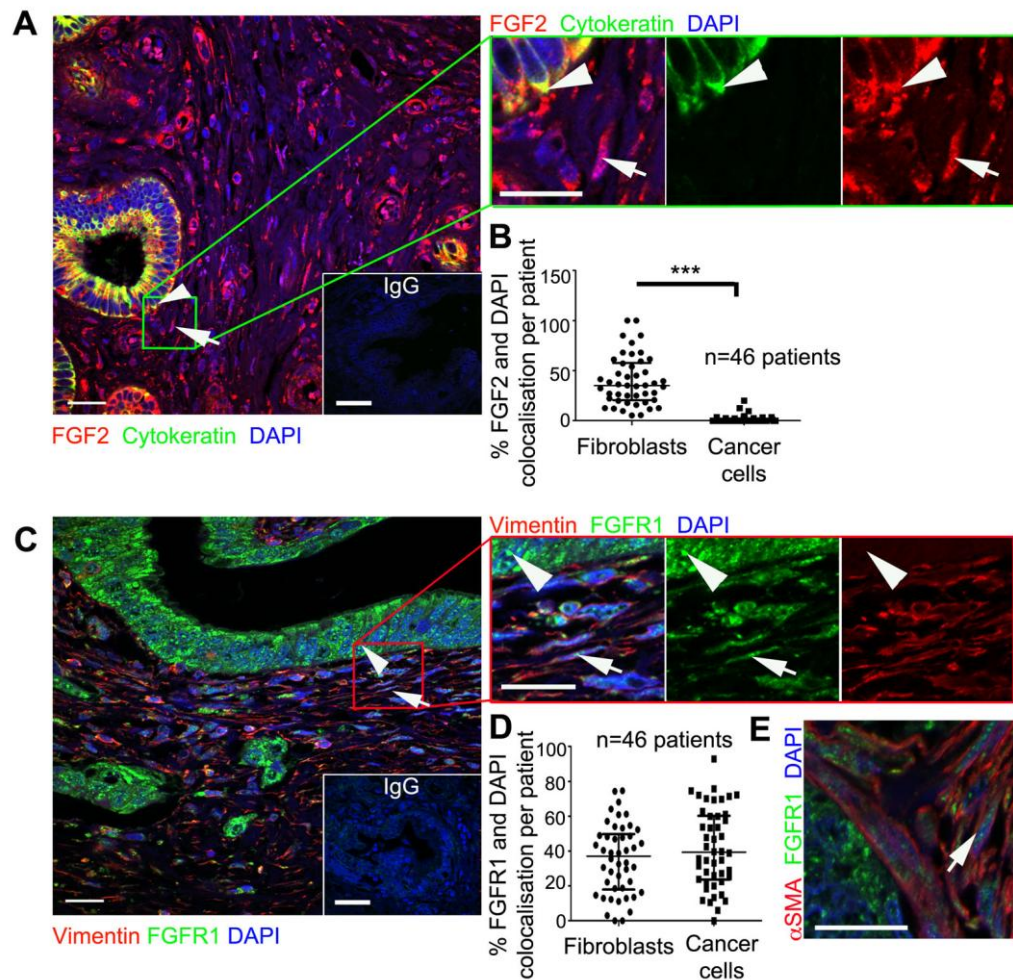 A
FGF2 Cytokeratin DAPI
IgG
FGF2 Cytokeratin DAPI
B
% FGF2 and DAPI
colocalisation per patient
150
100
50
0
***
n=46 patients
Fibroblasts
Cancer
cells
C
Vimentin FGFR1 DAPI
IgG
Vimentin FGFR1 DAPI
D
% FGFR1 and DAPI
colocalisation per patient
100
80
60
40
20
0
n=46 patients
Fibroblasts
Cancer
cells
E
αSMA FGFR1 DAPI